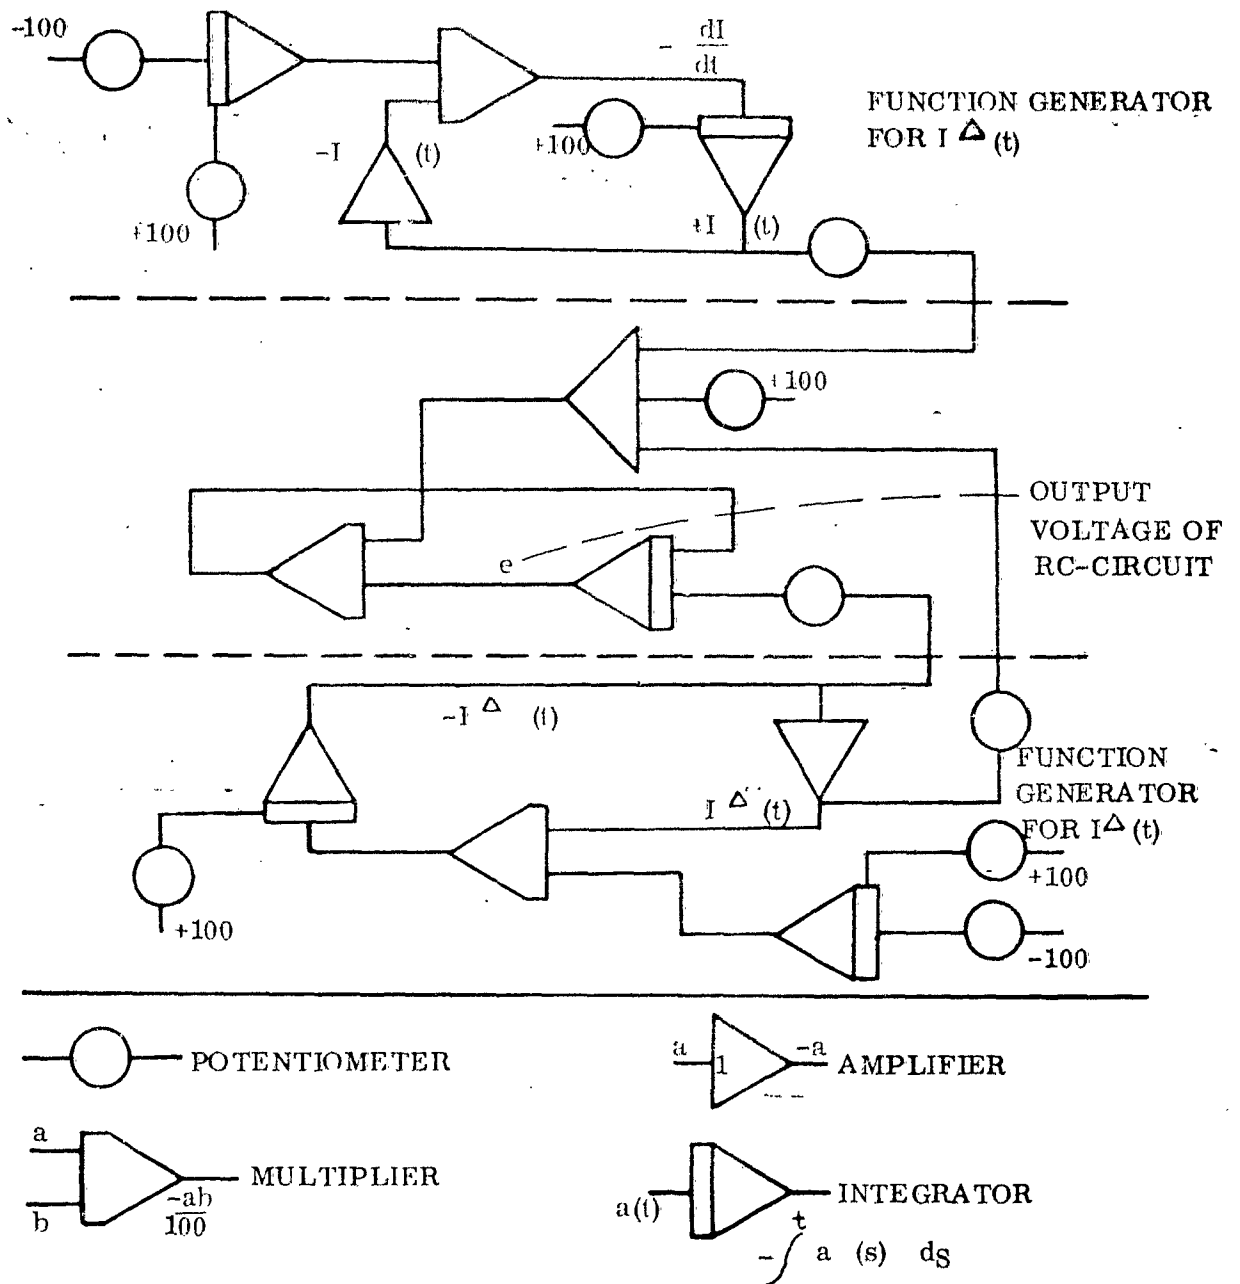 -100
- dI
dt
FUNCTION GENERATOR
FOR I Δ (t)
+100
-I (t)
+100
+I (t)
+100
OUTPUT
VOLTAGE OF
RC-CIRCUIT
e
-I Δ (t)
FUNCTION
GENERATOR
FOR I Δ (t)
I Δ (t)
+100
+100
-100
POTENTIOMETER
a 1 -a AMPLIFIER
a
b
-ab
100
MULTIPLIER
a(t)
INTEGRATOR
t
- ∫ a (s) ds